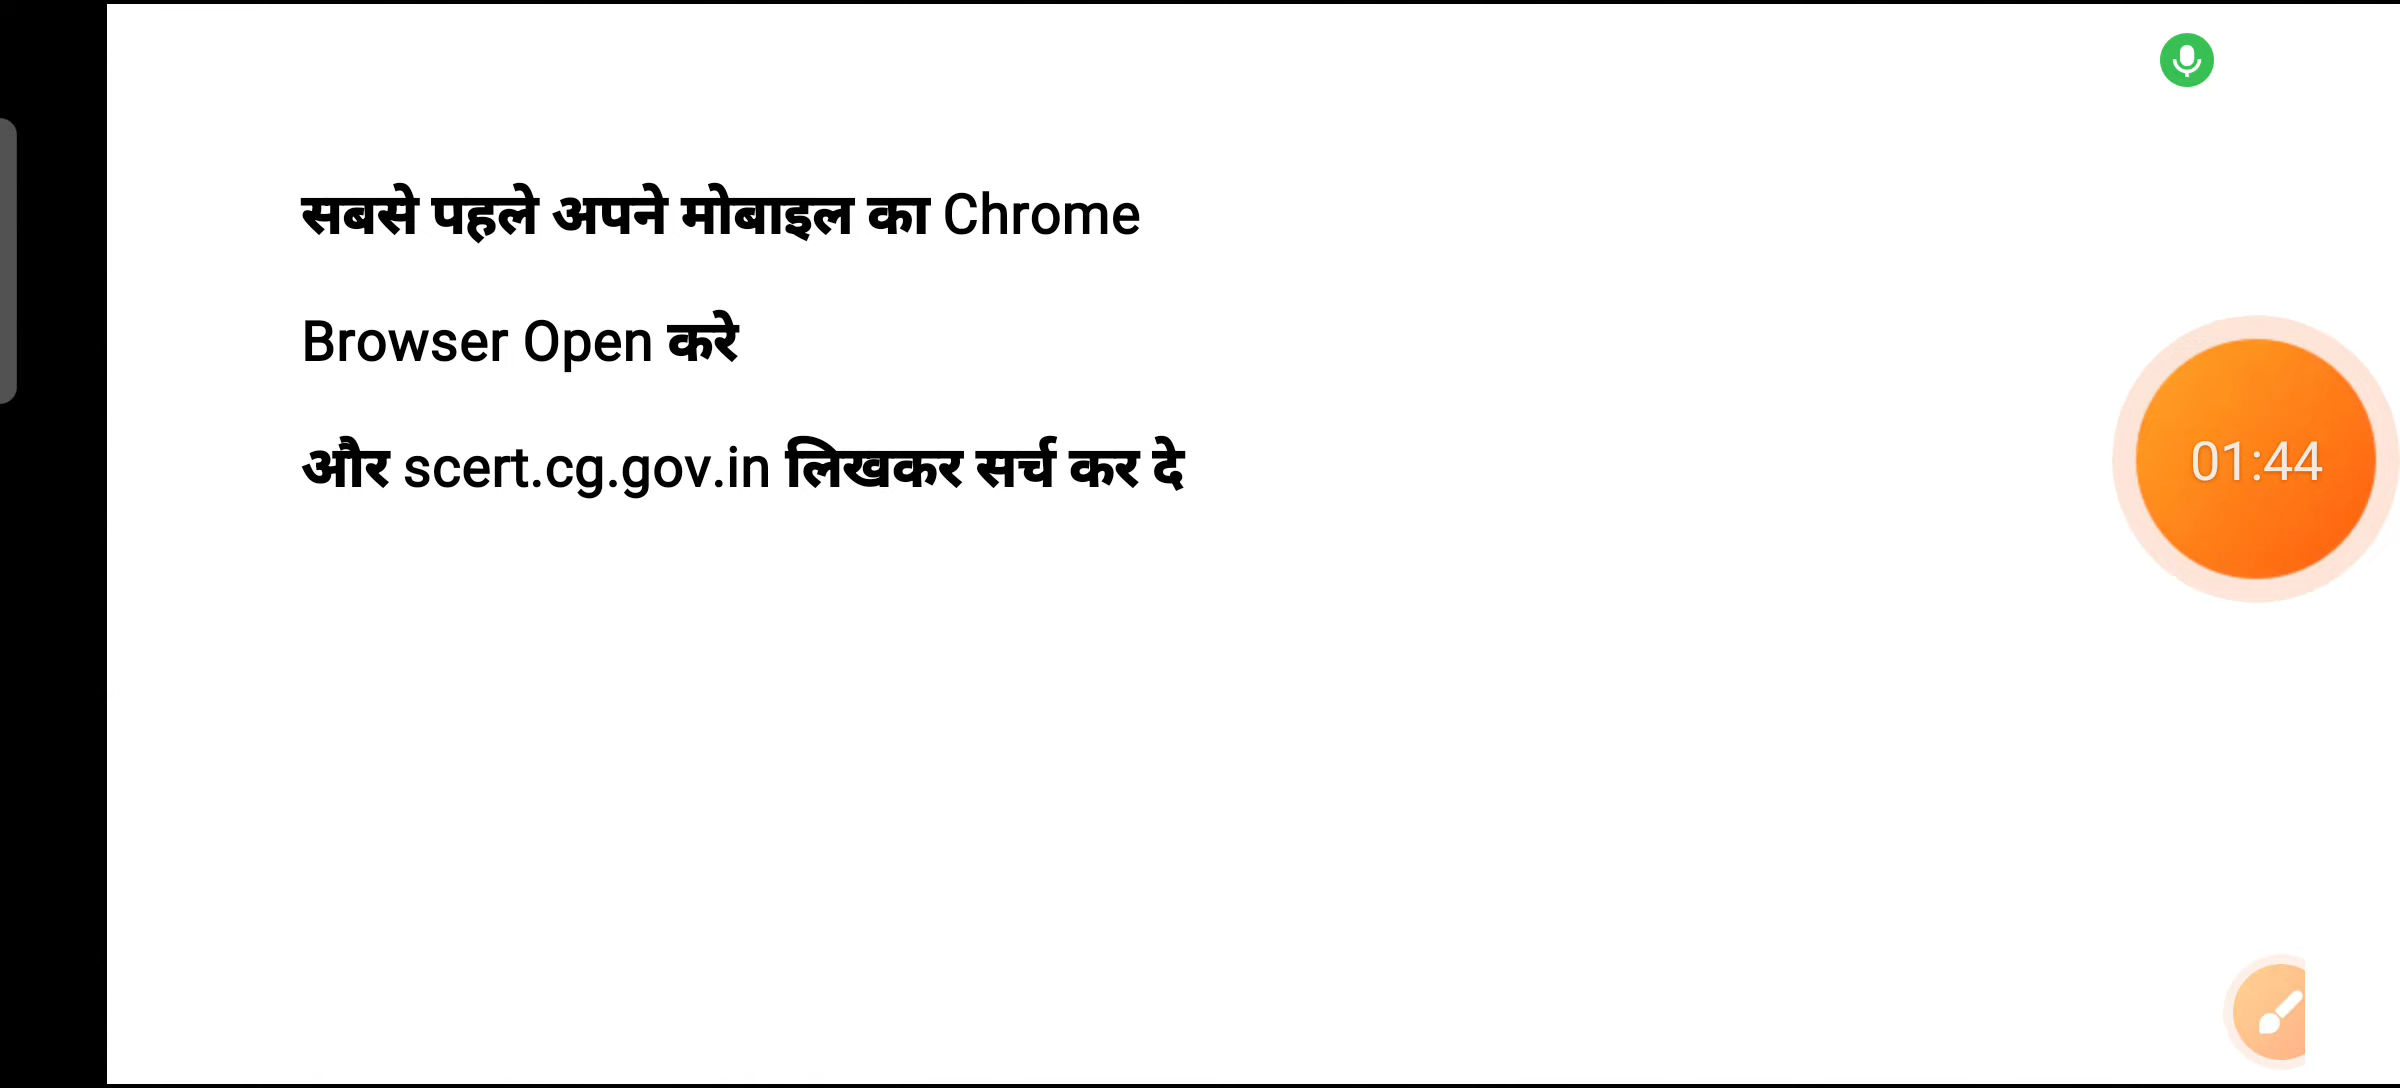 सबसे पहले अपने मोबाइल का Chrome
Browser Open करे
और scert.cg.gov.in लिखकर सर्च कर दे
01:44